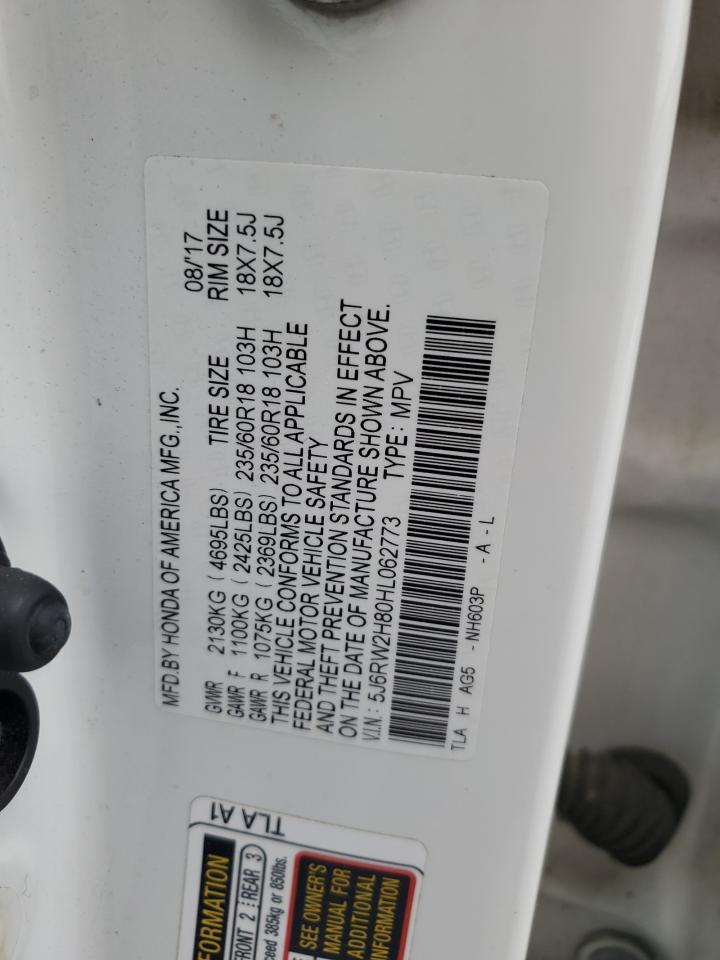 MFD.BY HONDA OF AMERICA MFG.,INC. 08/'17
GVWR 2130KG (4695LBS) TIRE SIZE RIM SIZE
GAWR F 1100KG (2425LBS) 235/60R18 103H 18X7.5J
GAWR R 1075KG (2369LBS) 235/60R18 103H 18X7.5J
THIS VEHICLE CONFORMS TO ALL APPLICABLE
FEDERAL MOTOR VEHICLE SAFETY
AND THEFT PREVENTION STANDARDS IN EFFECT
ON THE DATE OF MANUFACTURE SHOWN ABOVE.
V.I.N.: 5J6RW2H80HL062773 TYPE: MPV
TLA H AG5 -NH603P -A-L
TLA A1
FRONT 2 REAR 3
385kg or 850lbs.
SEE OWNER'S
MANUAL FOR
ADDITIONAL
INFORMATION